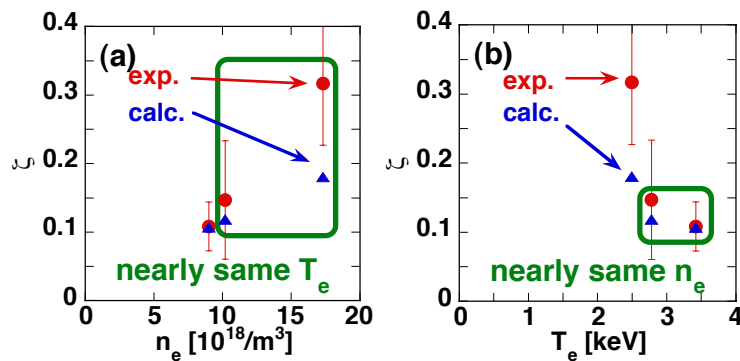 (a)
exp.
calc.
nearly same T_e
ζ
0.4
0.3
0.2
0.1
0
0 5 10 15 20
n_e [10^18/m^3]
(b)
exp.
calc.
nearly same n_e
ζ
0.4
0.3
0.2
0.1
0
0 1 2 3 4
T_e [keV]